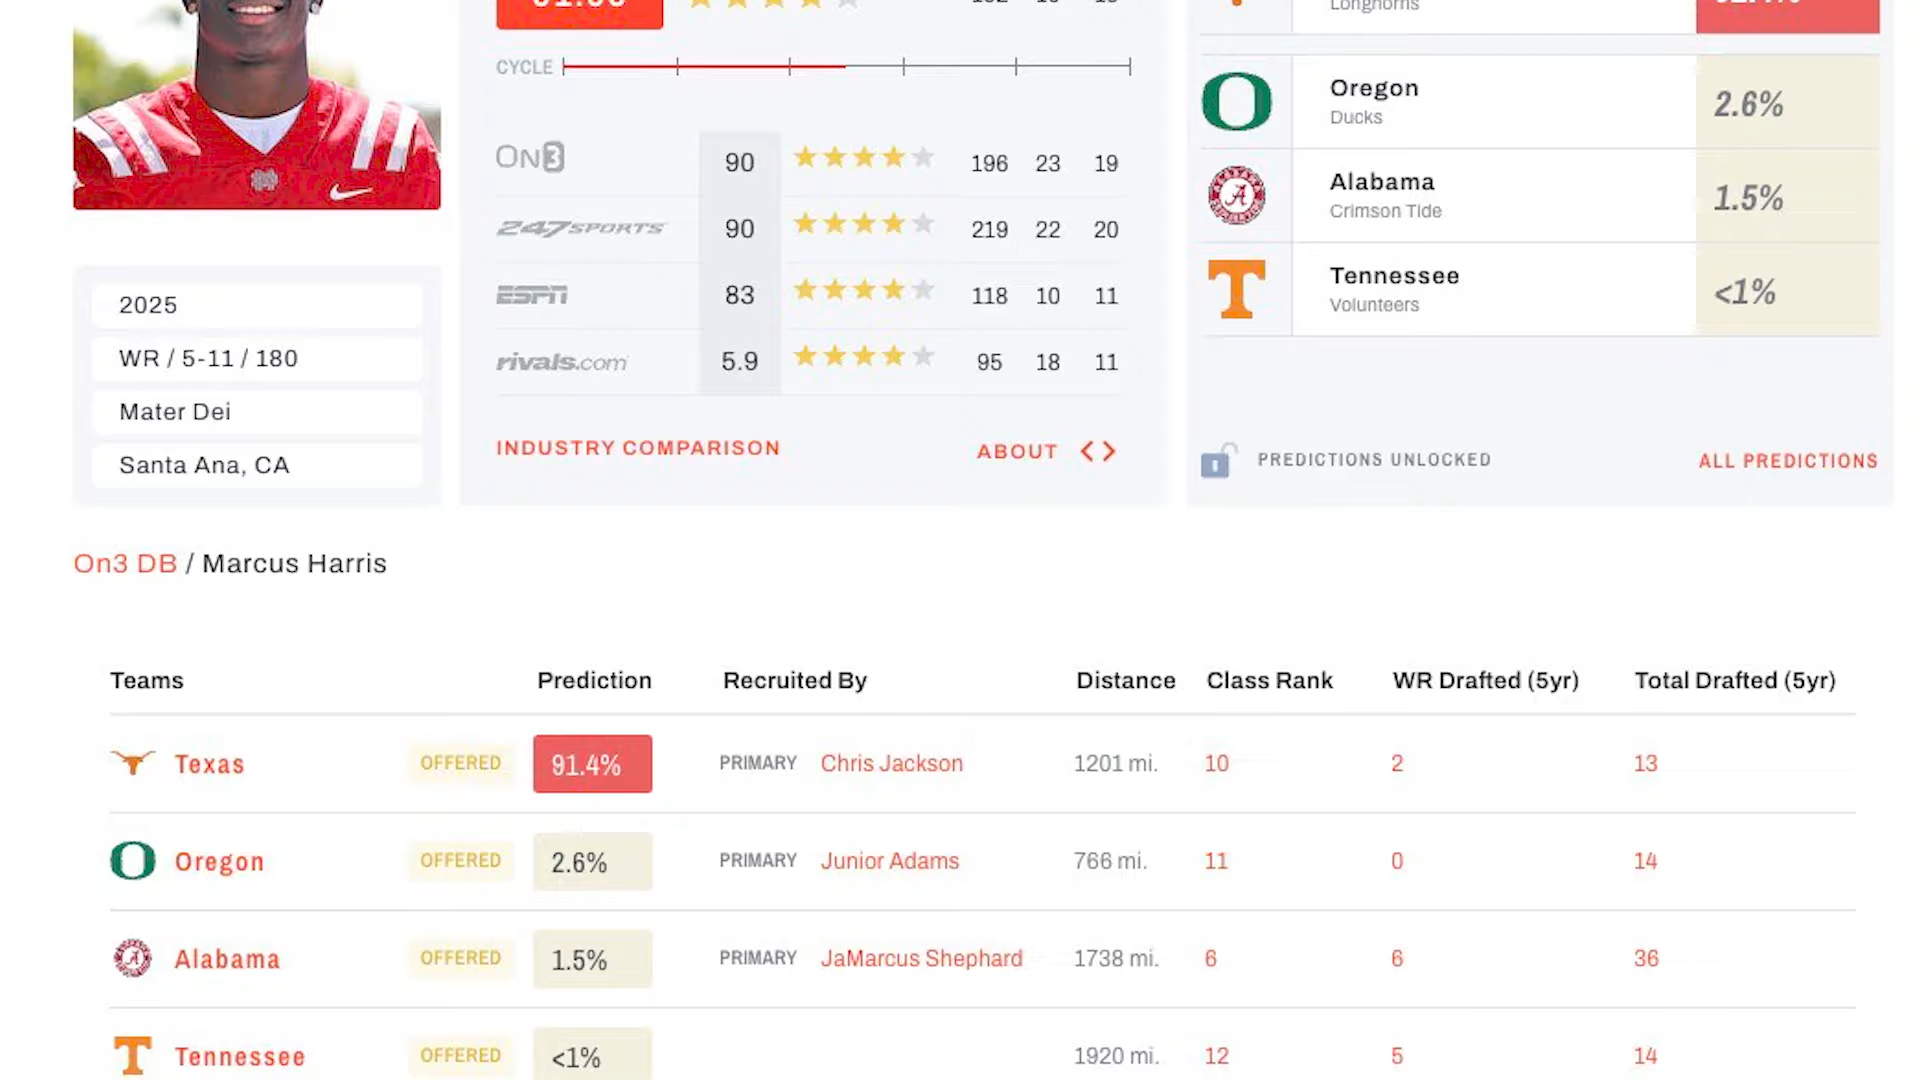 Longhorns
CYCLE
ON3 90 196 23 19
247SPORTS 90 219 22 20
ESPN 83 118 10 11
rivals.com 5.9 95 18 11
INDUSTRY COMPARISON ABOUT
2025
WR / 5-11 / 180
Mater Dei
Santa Ana, CA
Oregon
Ducks
2.6%
Alabama
Crimson Tide
1.5%
Tennessee
Volunteers
<1%
PREDICTIONS UNLOCKED ALL PREDICTIONS
On3 DB / Marcus Harris
Teams Prediction Recruited By Distance Class Rank WR Drafted (5yr) Total Drafted (5yr)
Texas OFFERED 91.4% PRIMARY Chris Jackson 1201 mi. 10 2 13
Oregon OFFERED 2.6% PRIMARY Junior Adams 766 mi. 11 0 14
Alabama OFFERED 1.5% PRIMARY JaMarcus Shephard 1738 mi. 6 6 36
Tennessee OFFERED <1% 1920 mi. 12 5 14